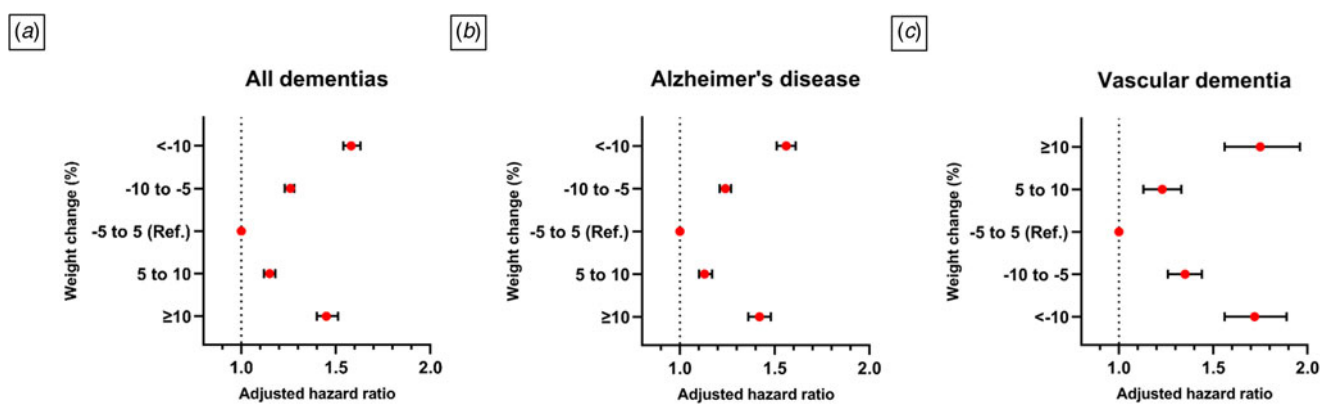 (a)
All dementias
Weight change (%)
<-10
-10 to -5
-5 to 5 (Ref.)
5 to 10
≥10
1.0 1.5 2.0
Adjusted hazard ratio
(b)
Alzheimer's disease
Weight change (%)
<-10
-10 to -5
-5 to 5 (Ref.)
5 to 10
≥10
1.0 1.5 2.0
Adjusted hazard ratio
(c)
Vascular dementia
Weight change (%)
≥10
5 to 10
-5 to 5 (Ref.)
-10 to -5
<-10
1.0 1.5 2.0
Adjusted hazard ratio